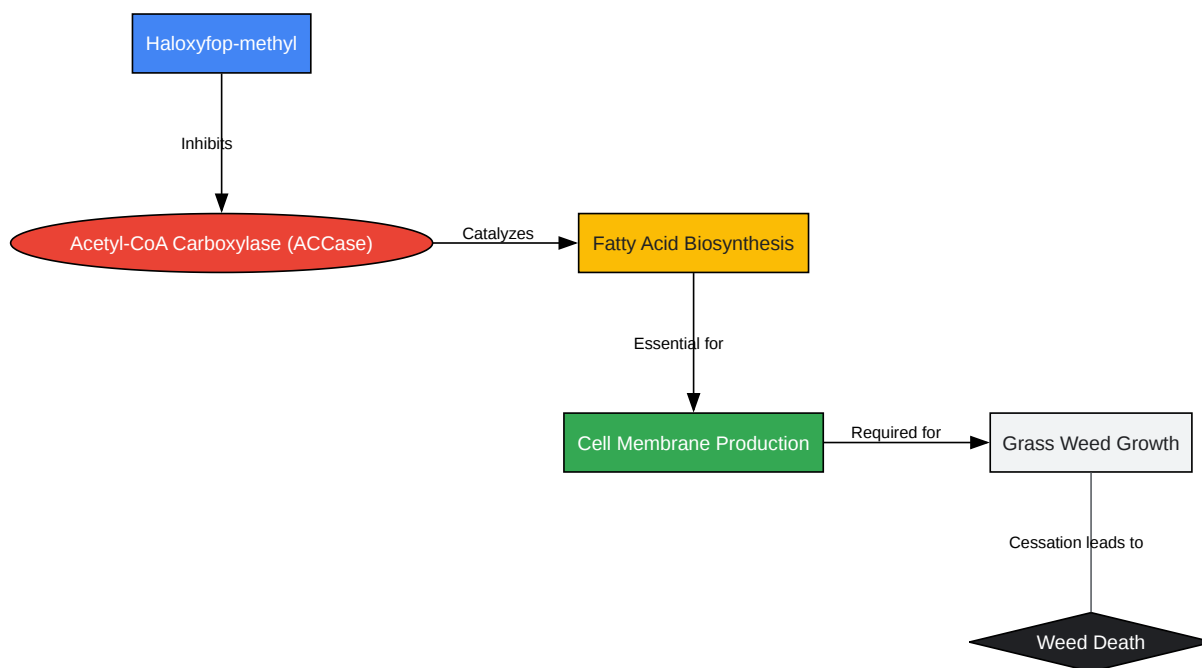 Haloxyfop-methyl
Inhibits
Acetyl-CoA Carboxylase (ACCase)
Catalyzes
Fatty Acid Biosynthesis
Essential for
Cell Membrane Production
Required for
Grass Weed Growth
Cessation leads to
Weed Death